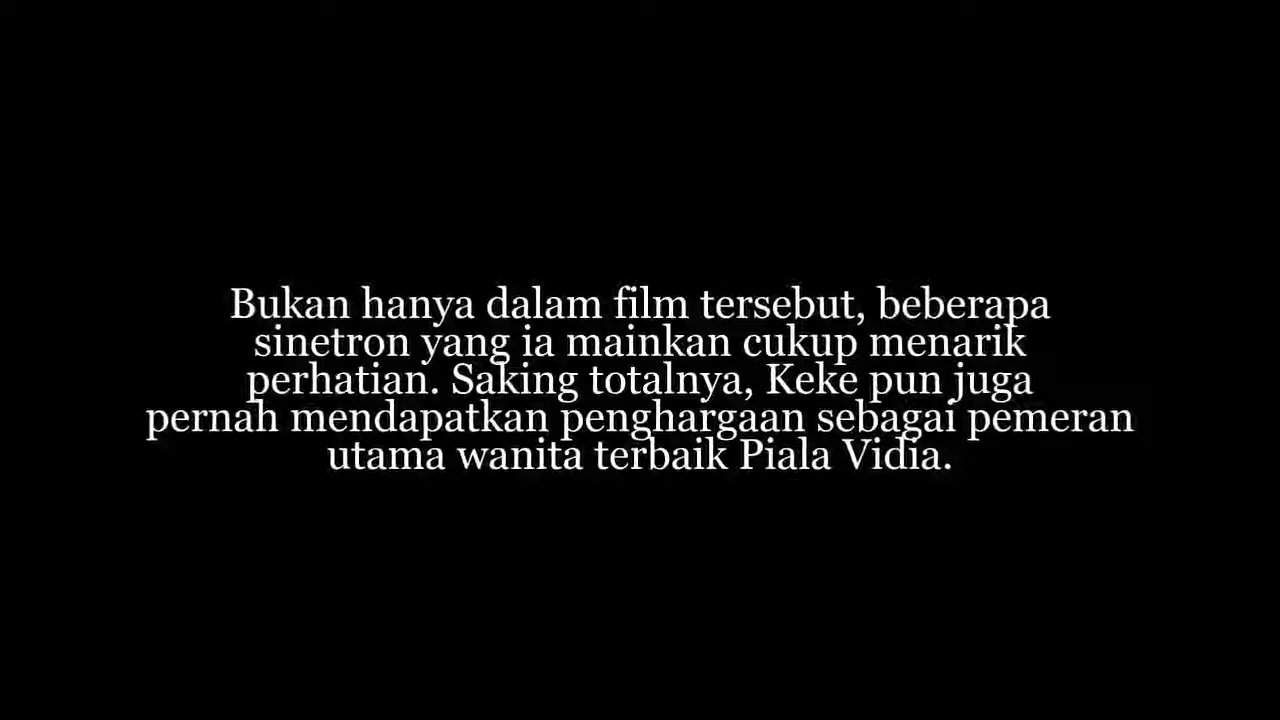 Bukan hanya dalam film tersebut, beberapa
sinetron yang ia mainkan cukup menarik
perhatian. Saking totalnya, Keke pun juga
pernah mendapatkan penghargaan sebagai pemeran
utama wanita terbaik Piala Vidia.